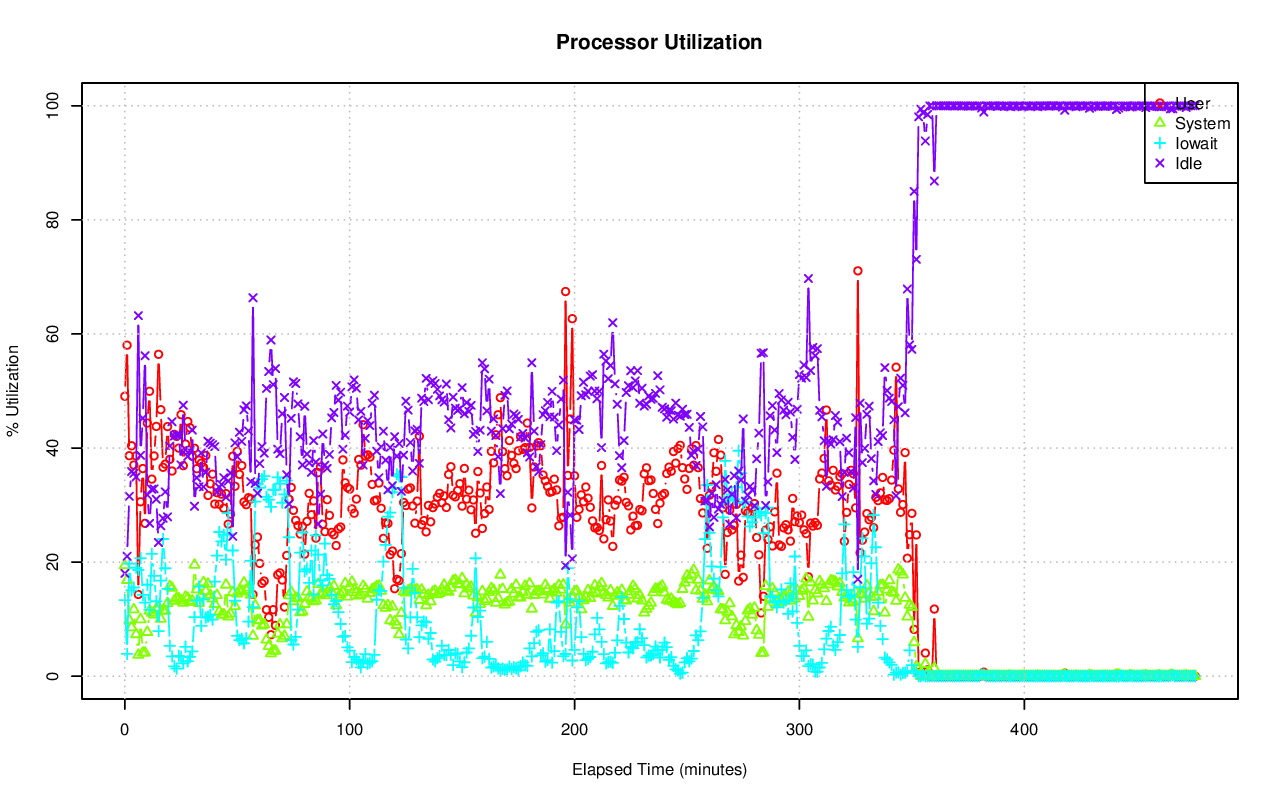 Processor Utilization
% Utilization
100
80
60
40
20
0
User
System
Iowait
Idle
0 100 200 300 400
Elapsed Time (minutes)